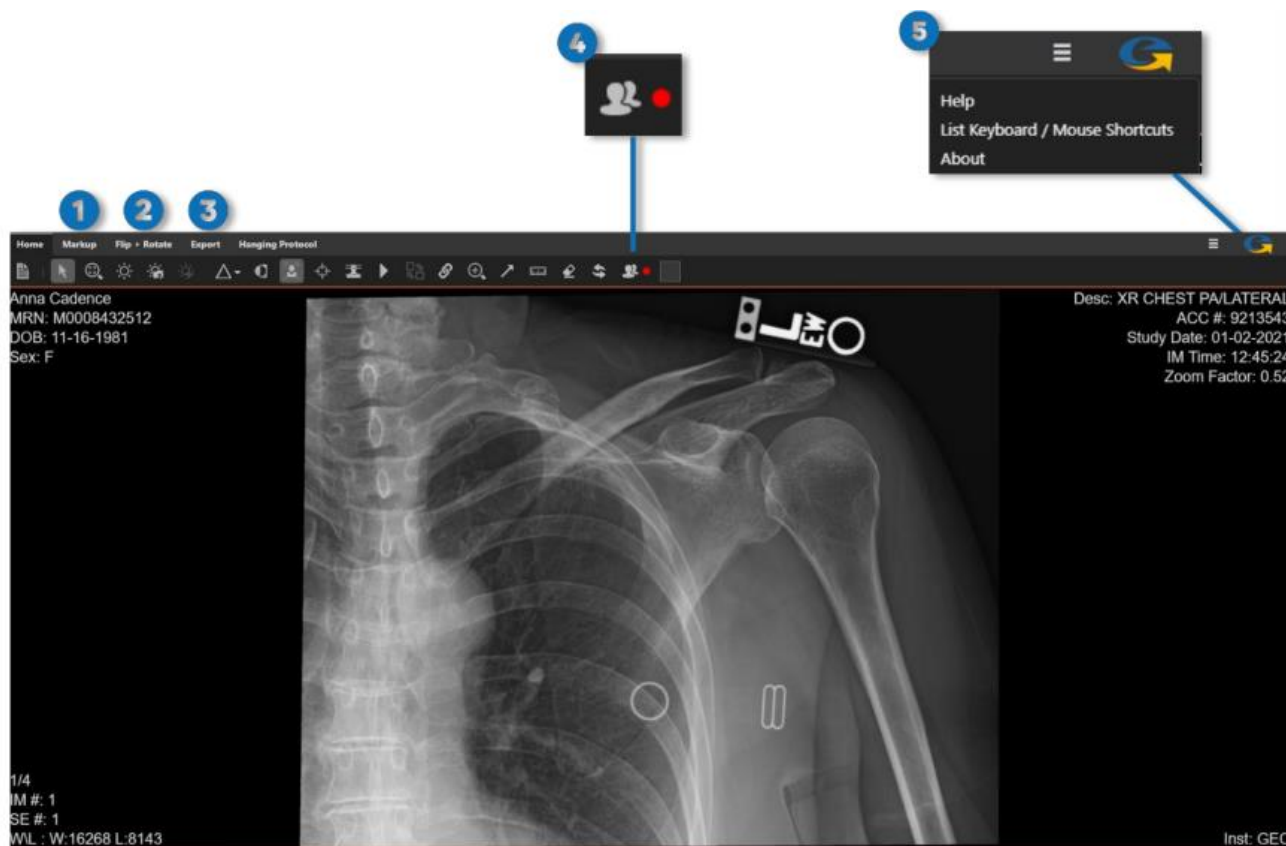 4
5
Help
List Keyboard / Mouse Shortcuts
About
1
2
3
Home Markup Flip + Rotate Export Hanging Protocol
Anna Cadence
MRN: M0008432512
DOB: 11-16-1981
Sex: F
Desc: XR CHEST PA/LATERAL
ACC #: 9213543
Study Date: 01-02-2021
IM Time: 12:45:24
Zoom Factor: 0.52
L EW
1/4
IM #: 1
SE #: 1
W\L : W:16268 L:8143
Inst: GEC